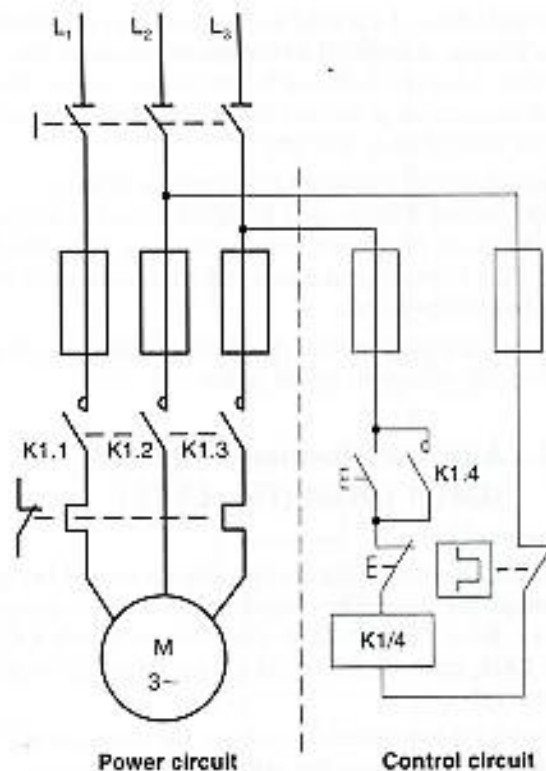 L₁ L₂ L₃
K1.1 K1.2 K1.3 K1.4
K1/4
M
3~
Power circuit Control circuit